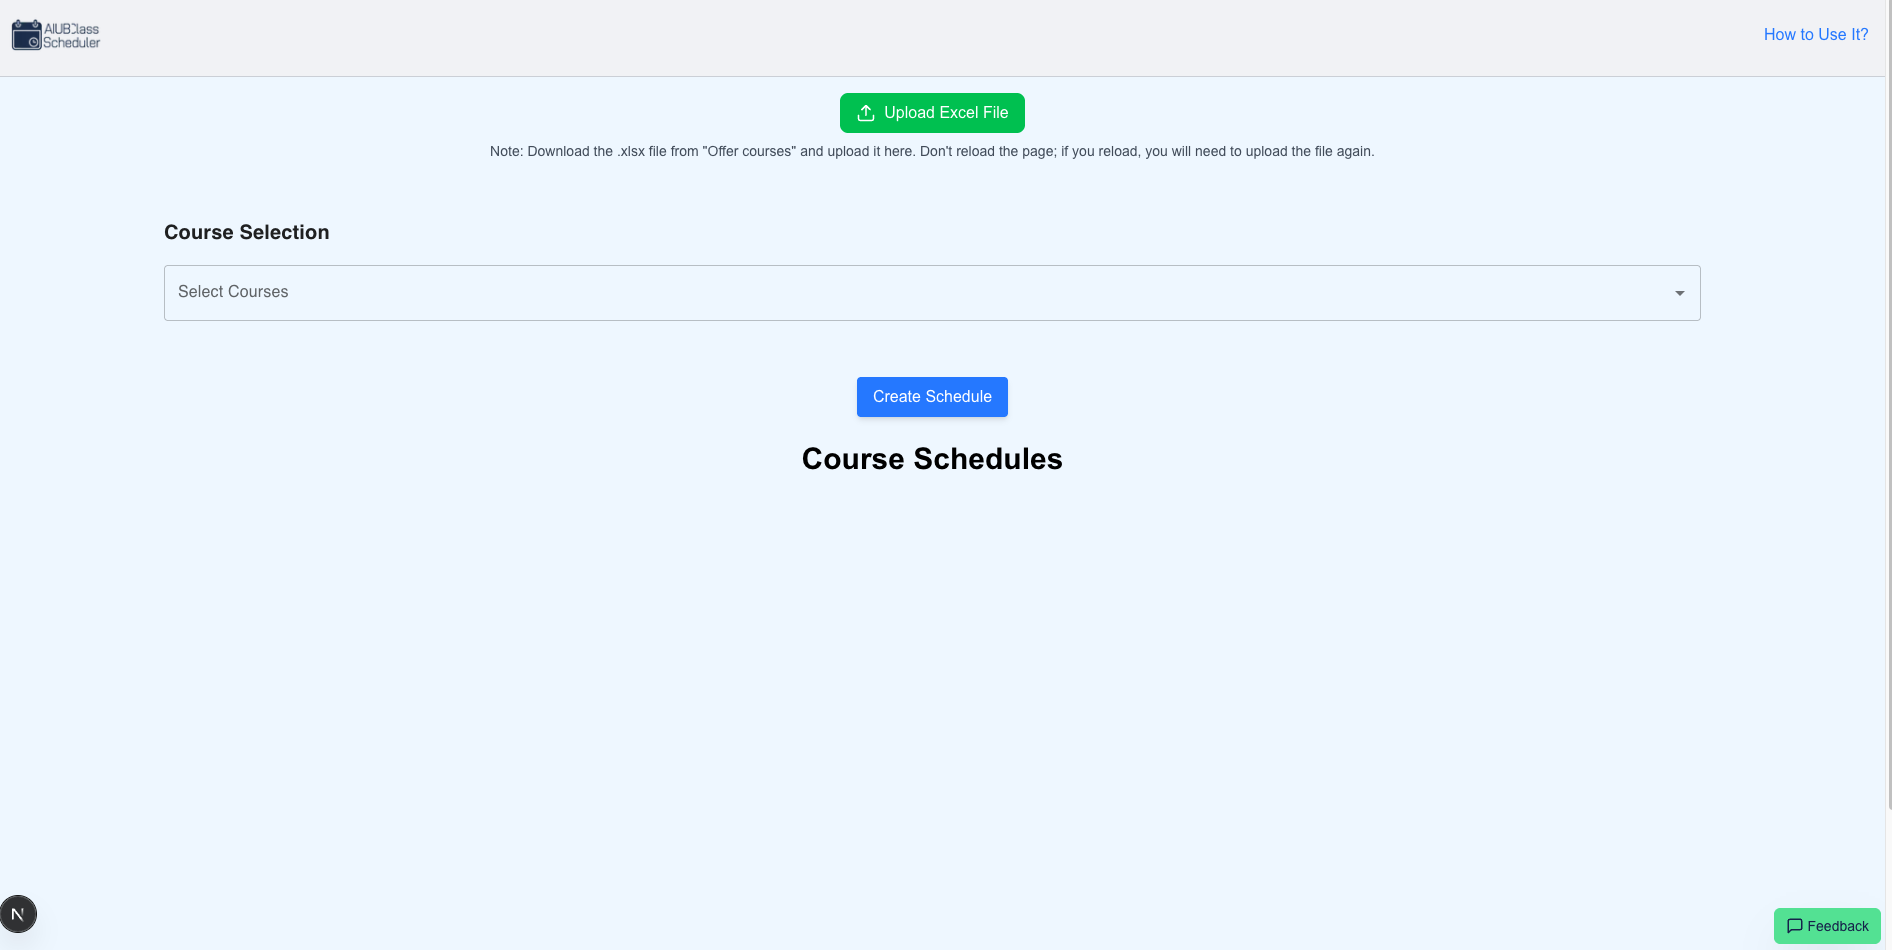 AIUB Class
Scheduler
How to Use It?
Upload Excel File
Note: Download the .xlsx file from "Offer courses" and upload it here. Don't reload the page; if you reload, you will need to upload the file again.
Course Selection
Select Courses
Create Schedule
Course Schedules
N
Feedback